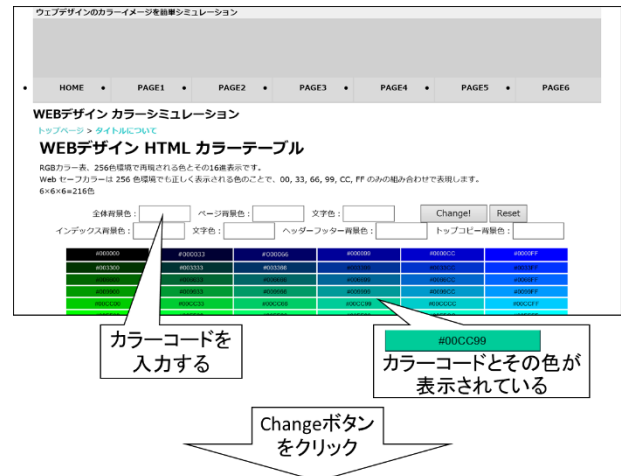 ウェブデザインのカラーイメージを簡単シミュレーション
HOME PAGE1 PAGE2 PAGE3 PAGE4 PAGE5 PAGE6
WEBデザイン カラーシミュレーション
トップページ > タイトルについて
WEBデザイン HTML カラーテーブル
RGBカラー表、256色環境で再現される色とその16進表示です。
Web セーフカラーは 256 色環境でも正しく表示される色のことで、00, 33, 66, 99, CC, FF のみの組み合わせで表現します。
6×6×6=216色
全体背景色： ページ背景色： 文字色： Change! Reset
インデックス背景色： 文字色： ヘッダーフッター背景色： トップコピー背景色：
#000000 #000033 #000066 #000099 #0000CC #0000FF
#003300 #003333 #003366
#00CC00 #00CC33 #00CC66 #00CC99 #00CCCC #00CCFF
カラーコードを
入力する
#00CC99
カラーコードとその色が
表示されている
Changeボタン
をクリック